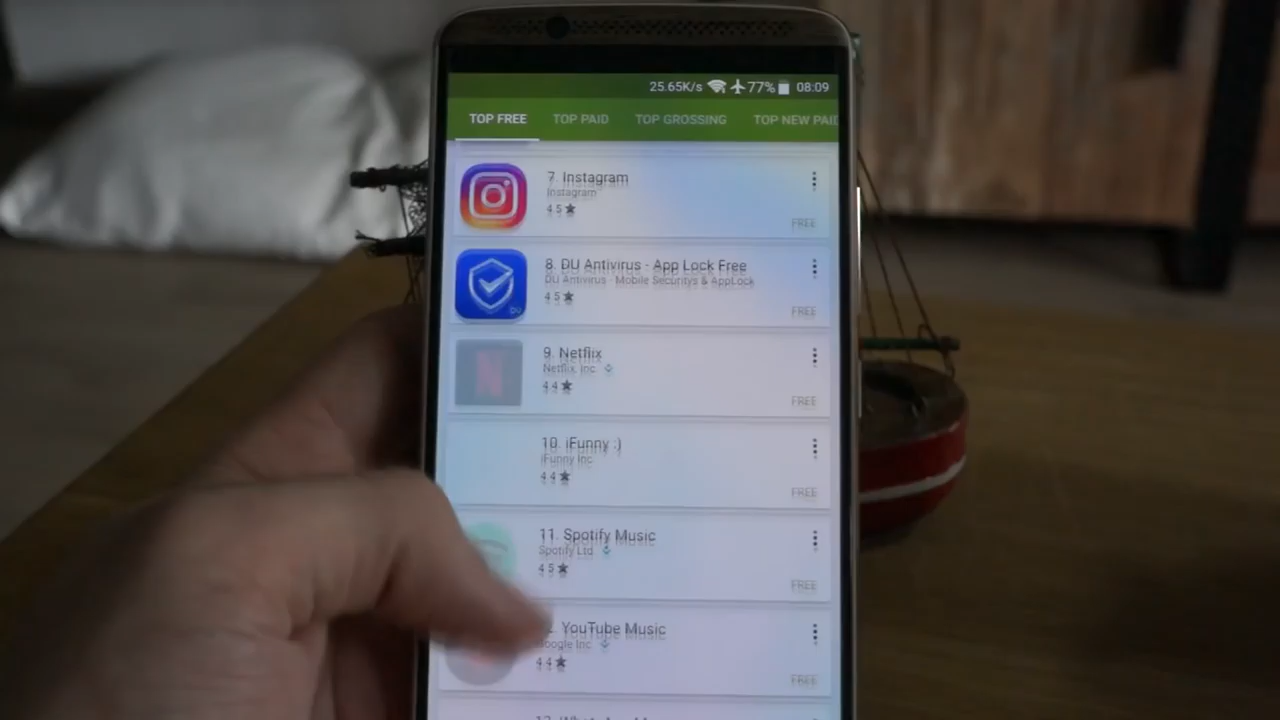 25.65K/s 77% 08:09
TOP FREE TOP PAID TOP GROSSING TOP NEW PAID
7. Instagram
Instagram
4.5★
FREE
8. DU Antivirus - App Lock Free
DU Antivirus - Mobile Securitys & AppLock
4.5★
FREE
9. Netflix
Netflix, Inc.
4.4★
FREE
10. iFunny :)
iFunny Inc.
4.4★
FREE
11. Spotify Music
Spotify Ltd.
4.5★
FREE
YouTube Music
Google Inc
4.4★
FREE